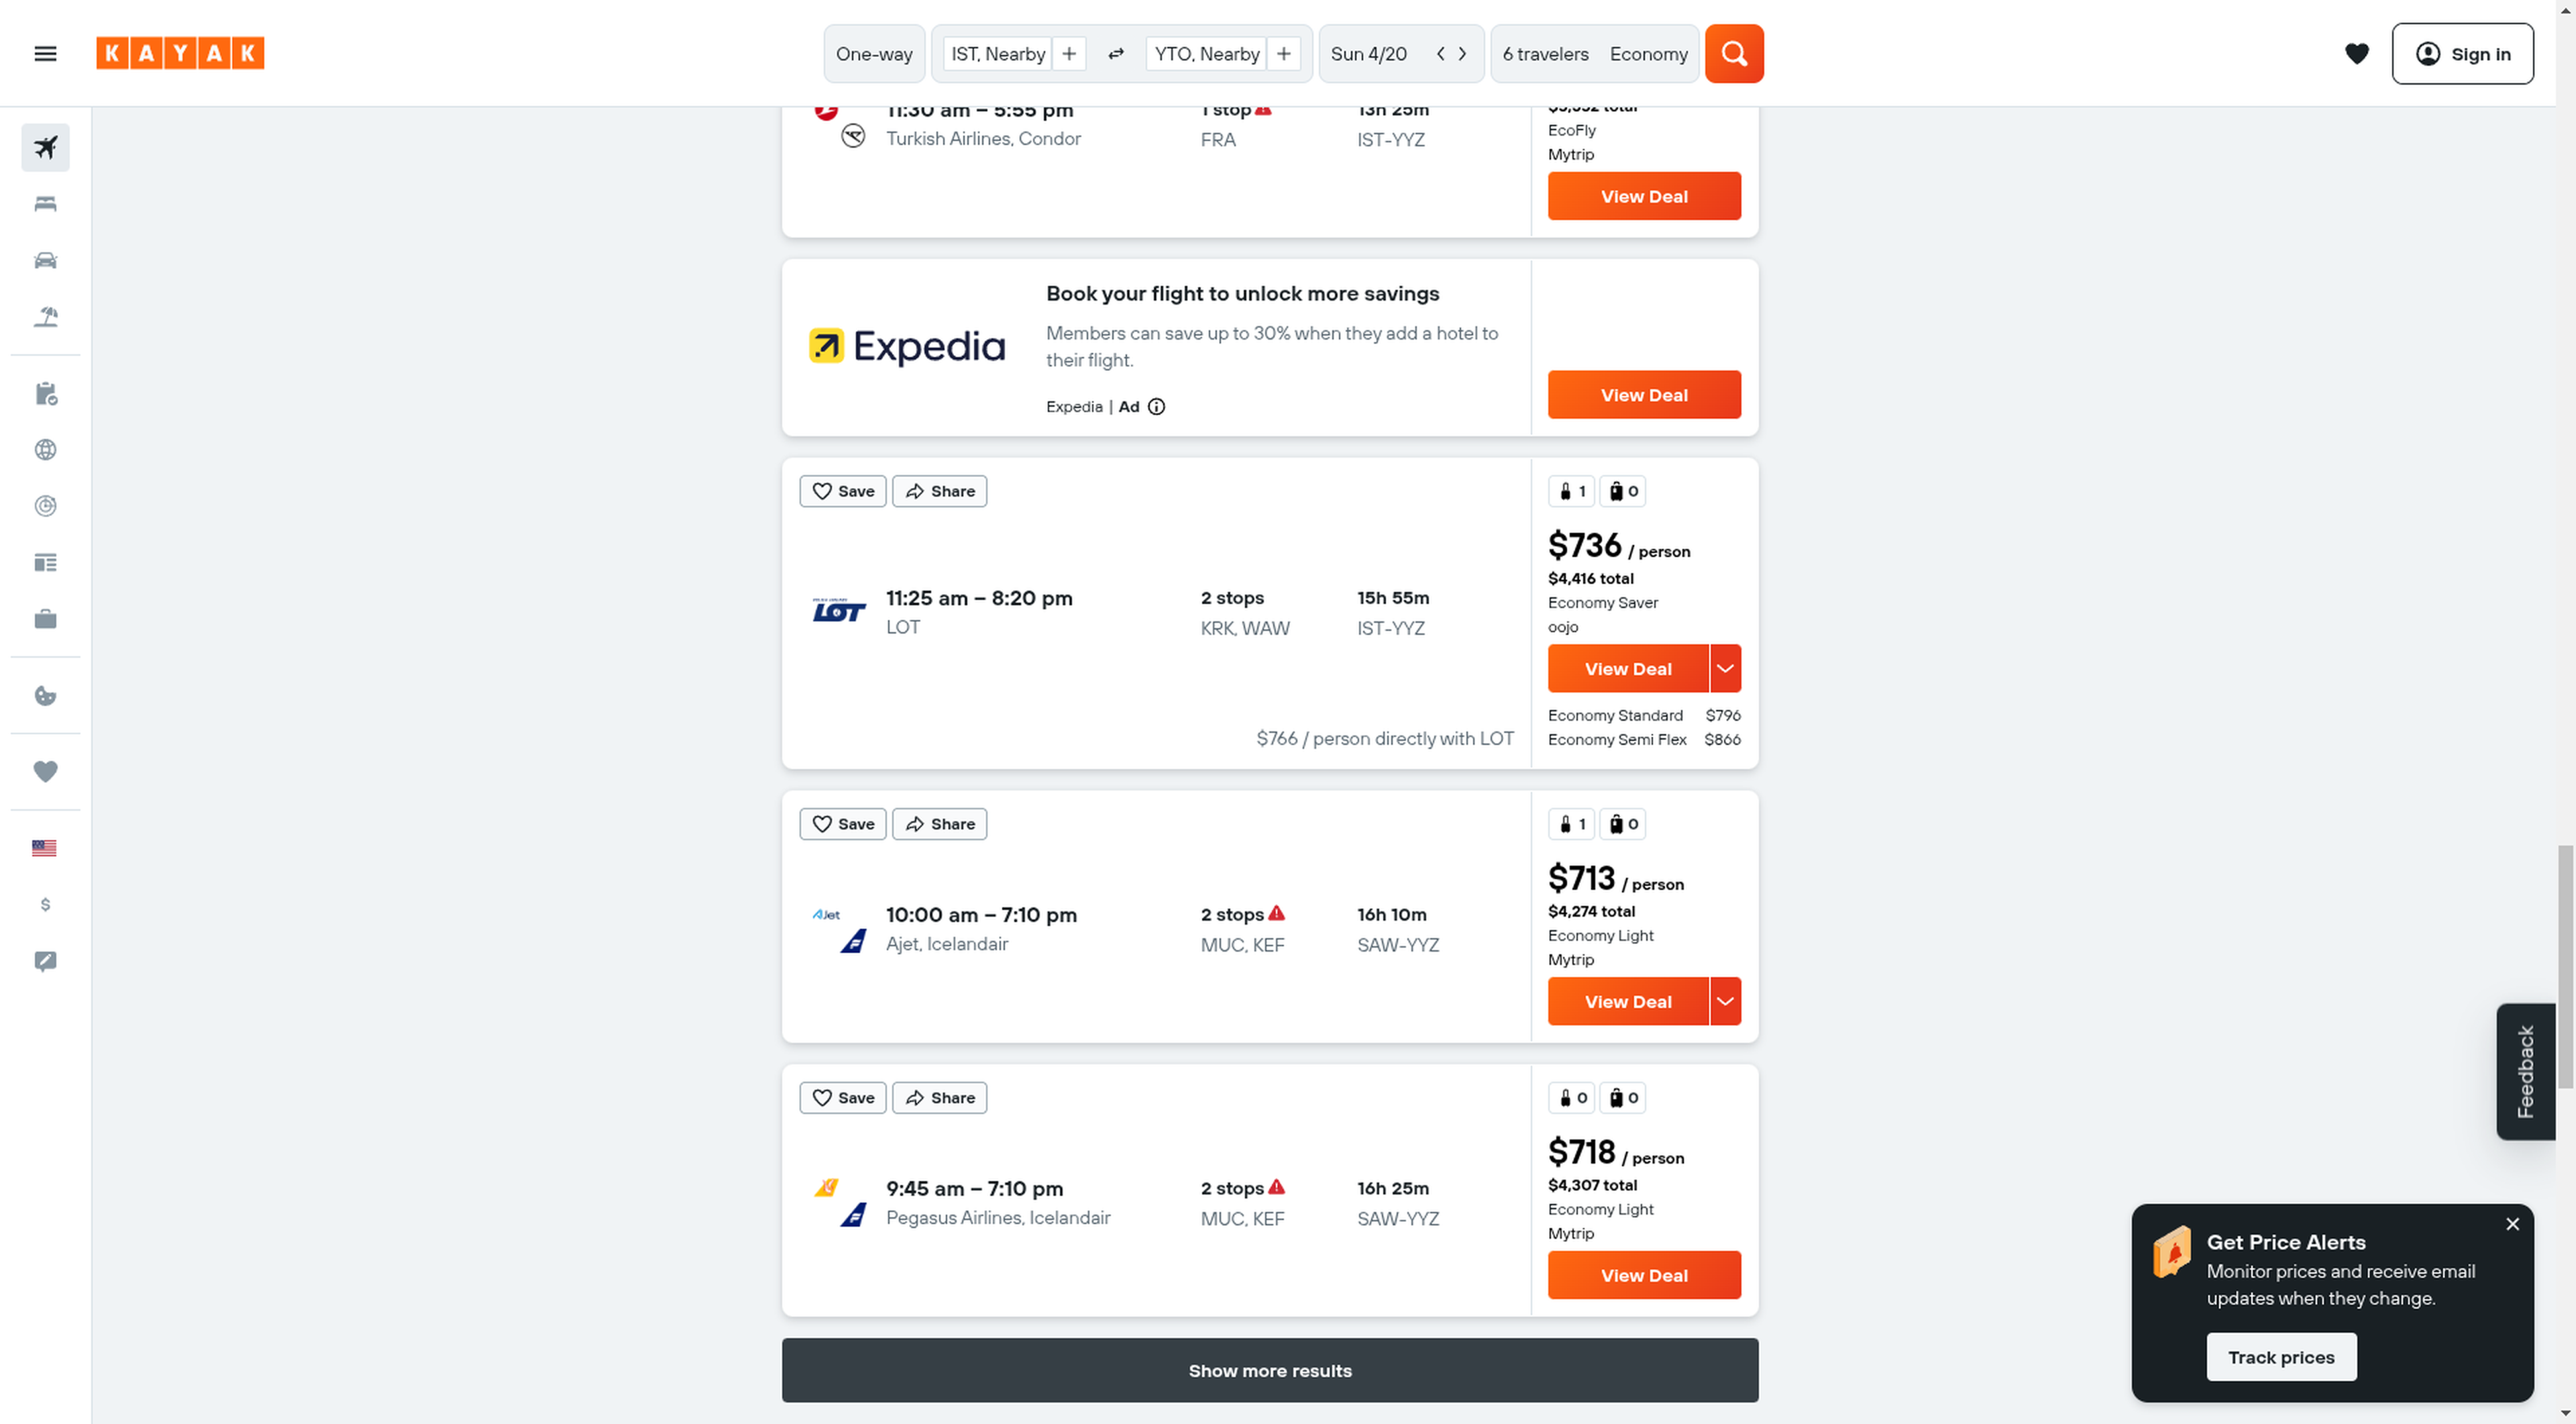 KAYAK
One-way
IST, Nearby
YTO, Nearby
Sun 4/20
6 travelers Economy
Sign in
11:30 am – 5:55 pm
1 stop
13h 25m
Turkish Airlines, Condor
FRA
IST-YYZ
EcoFly
Mytrip
View Deal
Expedia
Book your flight to unlock more savings
Members can save up to 30% when they add a hotel to
their flight.
Expedia | Ad
View Deal
Save
Share
1
0
$736 / person
$4,416 total
Economy Saver
oojo
11:25 am – 8:20 pm
2 stops
15h 55m
LOT
LOT
KRK, WAW
IST-YYZ
View Deal
Economy Standard $796
Economy Semi Flex $866
$766 / person directly with LOT
Save
Share
1
0
$713 / person
$4,274 total
Economy Light
Mytrip
AJet
10:00 am – 7:10 pm
2 stops
16h 10m
Ajet, Icelandair
MUC, KEF
SAW-YYZ
View Deal
Save
Share
0
0
$718 / person
$4,307 total
Economy Light
Mytrip
9:45 am – 7:10 pm
2 stops
16h 25m
Pegasus Airlines, Icelandair
MUC, KEF
SAW-YYZ
View Deal
Show more results
Feedback
Get Price Alerts
Monitor prices and receive email
updates when they change.
Track prices